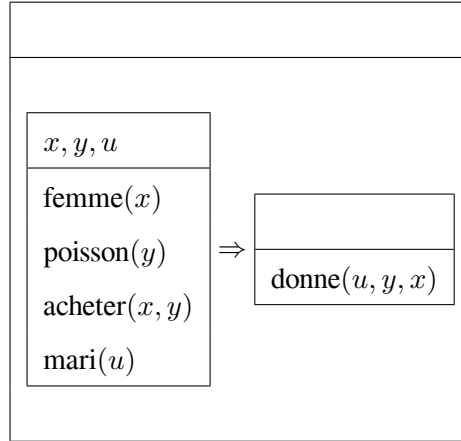 x, y, u
femme(x)
poisson(y)
acheter(x, y)
mari(u)
⇒
donne(u, y, x)